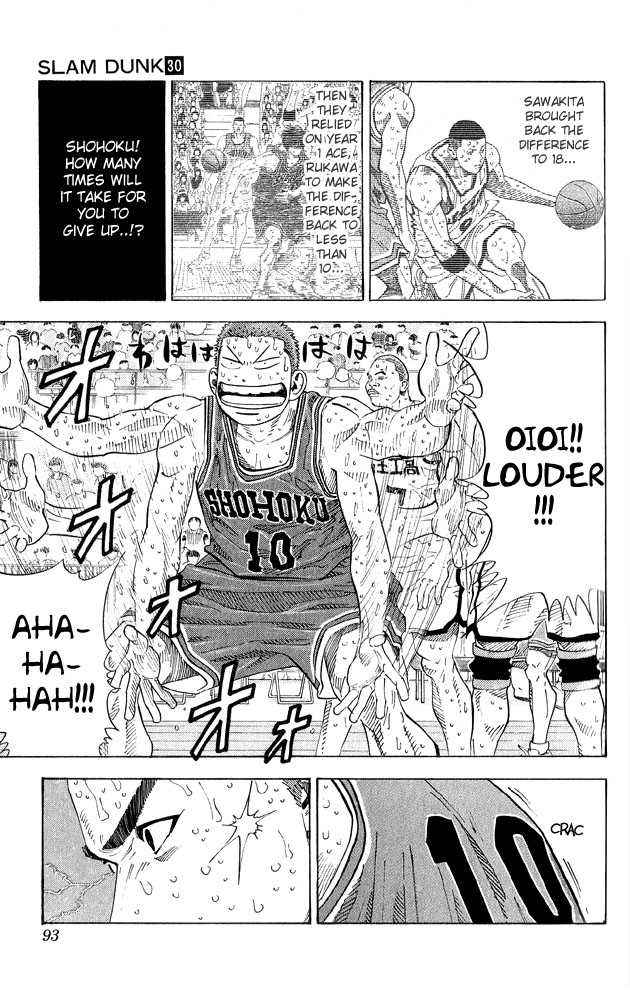 SLAM DUNK 30
SAWAKITA
BROUGHT
BACK THE
DIFFERENCE
TO 18...
THEN
THEY
RELIED
ON YEAR
1 ACE,
RUKAWA
TO MAKE
THE DIF-
FERENCE
BACK TO
LESS
THAN
10...
SHOHOKU!
HOW MANY
TIMES WILL
IT TAKE FOR
YOU TO
GIVE UP..!?
わはは
はは
オオオオオ
OIOI!!
LOUDER
!!!
SHOHOKU
10
AHA-
HA-
HAH!!!
10
CRAC
93